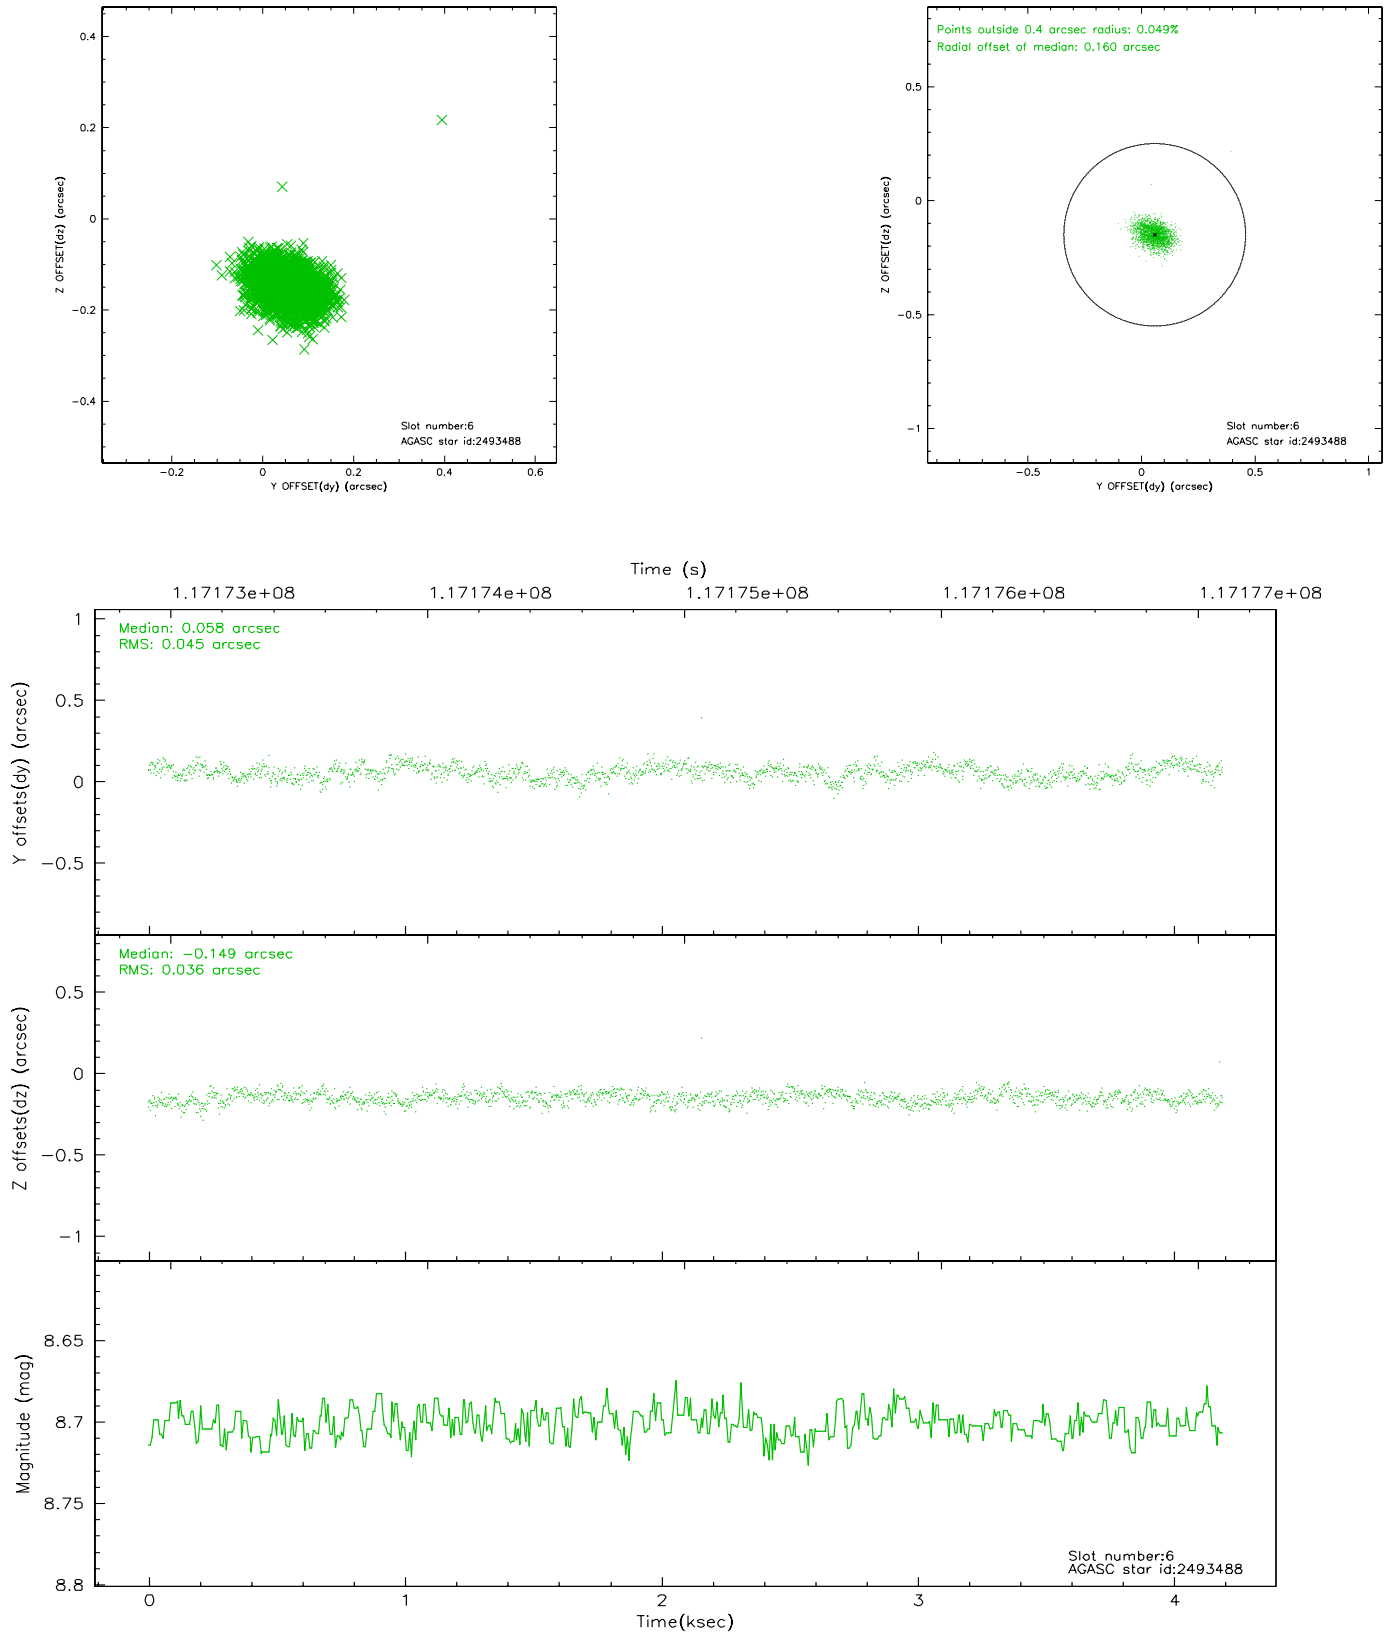 0.4
0.2
0
−0.2
−0.4
Z OFFSET(dz) (arcsec)
Slot number:6
AGASC star id:2493488
−0.2 0 0.2 0.4 0.6
Y OFFSET(dy) (arcsec)
Points outside 0.4 arcsec radius: 0.049%
Radial offset of median: 0.160 arcsec
0.5
0
−0.5
−1
Z OFFSET(dz) (arcsec)
Slot number:6
AGASC star id:2493488
−0.5 0 0.5 1
Y OFFSET(dy) (arcsec)
Time (s)
1.17173e+08 1.17174e+08 1.17175e+08 1.17176e+08 1.17177e+08
Median: 0.058 arcsec
RMS: 0.045 arcsec
1
0.5
0
−0.5
Y offsets(dy) (arcsec)
Median: −0.149 arcsec
RMS: 0.036 arcsec
0.5
0
−0.5
−1
Z offsets(dz) (arcsec)
8.65
8.7
8.75
8.8
Magnitude (mag)
Slot number:6
AGASC star id:2493488
0 1 2 3 4
Time(ksec)